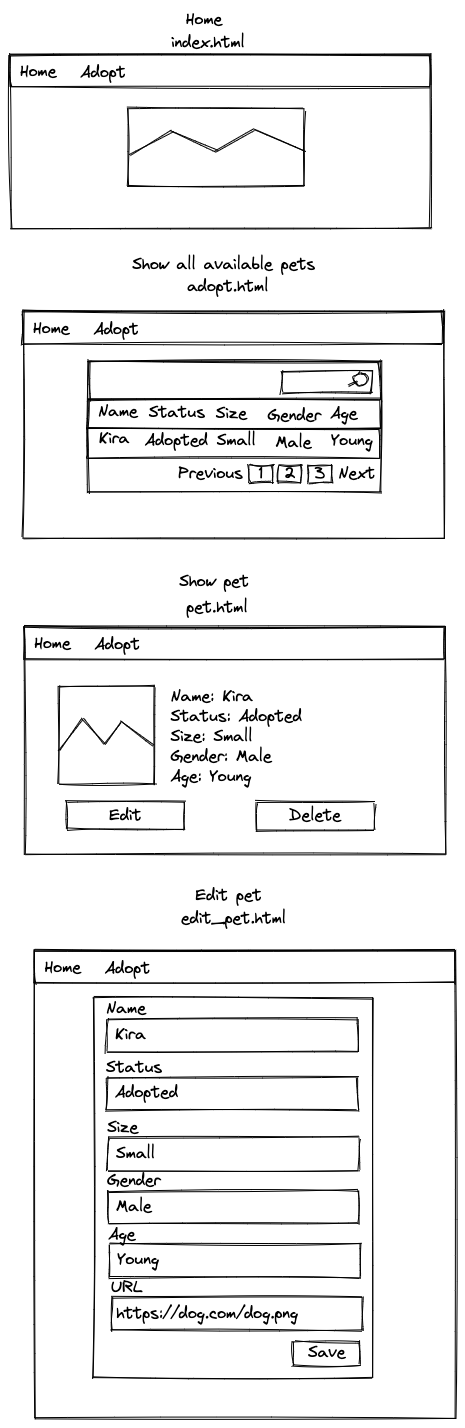 Home
index.html
Home Adopt
Show all available pets
adopt.html
Home Adopt
Name Status Size Gender Age
Kira Adopted Small Male Young
Previous 1 2 3 Next
Show pet
pet.html
Home Adopt
Name: Kira
Status: Adopted
Size: Small
Gender: Male
Age: Young
Edit Delete
Edit pet
edit_pet.html
Home Adopt
Name
Kira
Status
Adopted
Size
Small
Gender
Male
Age
Young
URL
https://dog.com/dog.png
Save